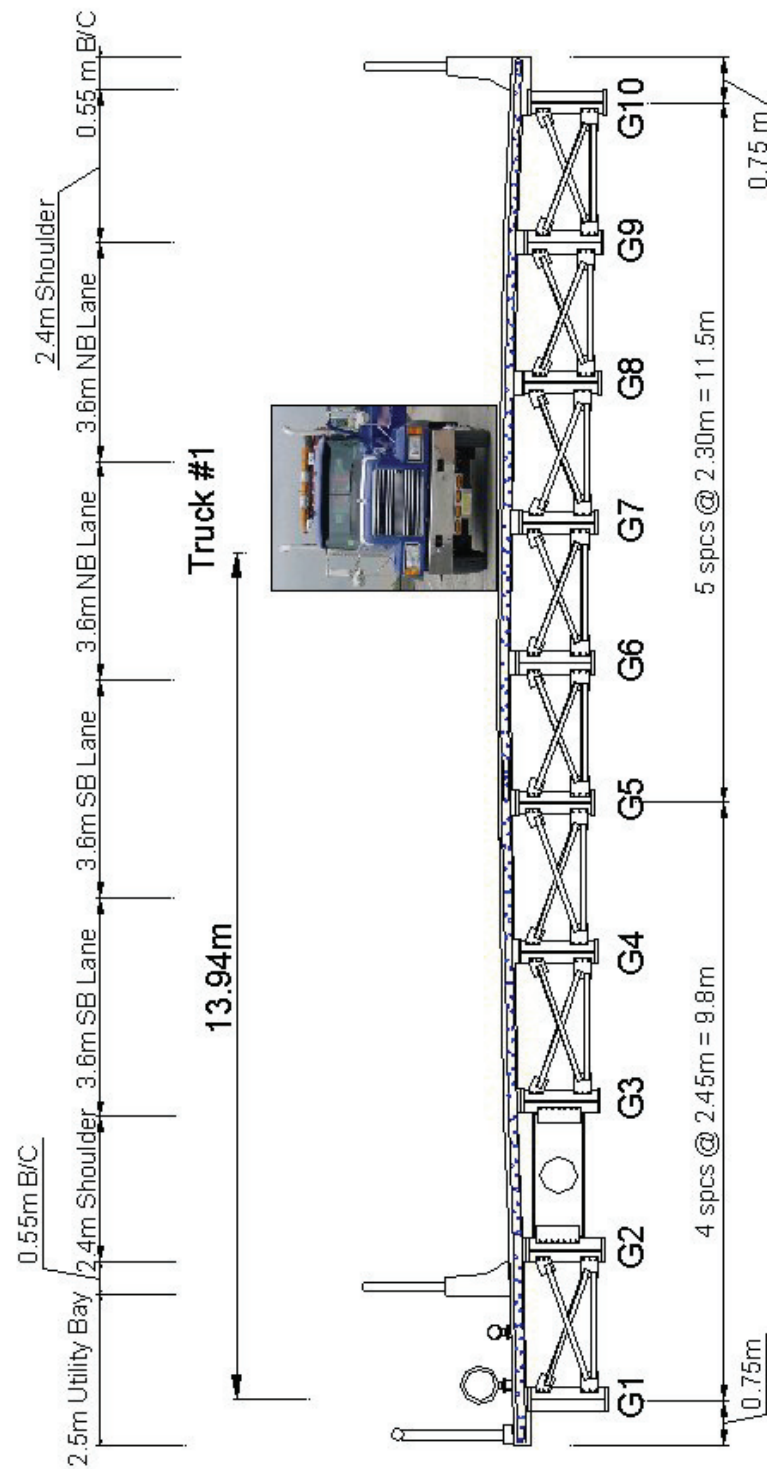 0.55m B/C
2.4m Shoulder
2.5m Utility Bay
2.4m Shoulder
3.6m SB Lane
3.6m SB Lane
3.6m NB Lane
3.6m NB Lane
0.55 m B/C
13.94m
Truck #1
G1
G2
G3
G4
G5
G6
G7
G8
G9
G10
4 spcs @ 2.45m = 9.8m
5 spcs @ 2.30m = 11.5m
0.75m
0.75 m